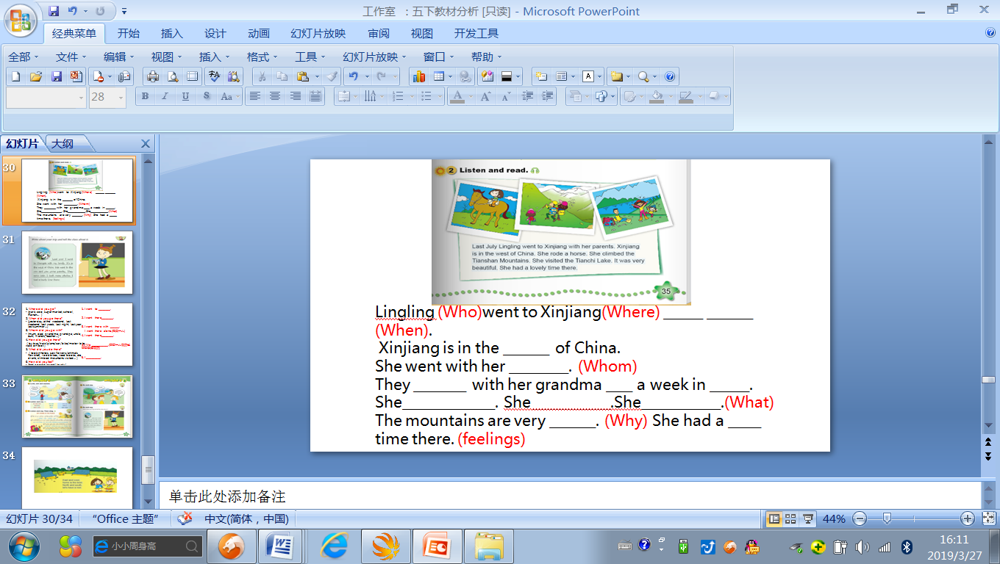 工作室 ：五下教材分析 [只读] - Microsoft PowerPoint
经典菜单 开始 插入 设计 动画 幻灯片放映 审阅 视图 开发工具
全部 文件 编辑 视图 插入 格式 工具 幻灯片放映 窗口 帮助
28
B I U S Aa
幻灯片 大纲
30
31
32
33
34
2 Listen and read.
Last July Lingling went to Xinjiang with her parents. Xinjiang
is in the west of China. She rode a horse. She climbed the
Tianshan Mountains. She visited the Tianchi Lake. It was very
beautiful. She had a lovely time there.
35
Lingling (Who)went to Xinjiang(Where) _____ ______
(When).
Xinjiang is in the ______ of China.
She went with her ________. (Whom)
They _______ with her grandma ____ a week in _____.
She____________. She___________.She__________.(What)
The mountains are very ______. (Why) She had a ____
time there. (feelings)
单击此处添加备注
幻灯片 30/34 “Office 主题” 中文(简体，中国) 44%
小小周身高
16:11
2019/3/27